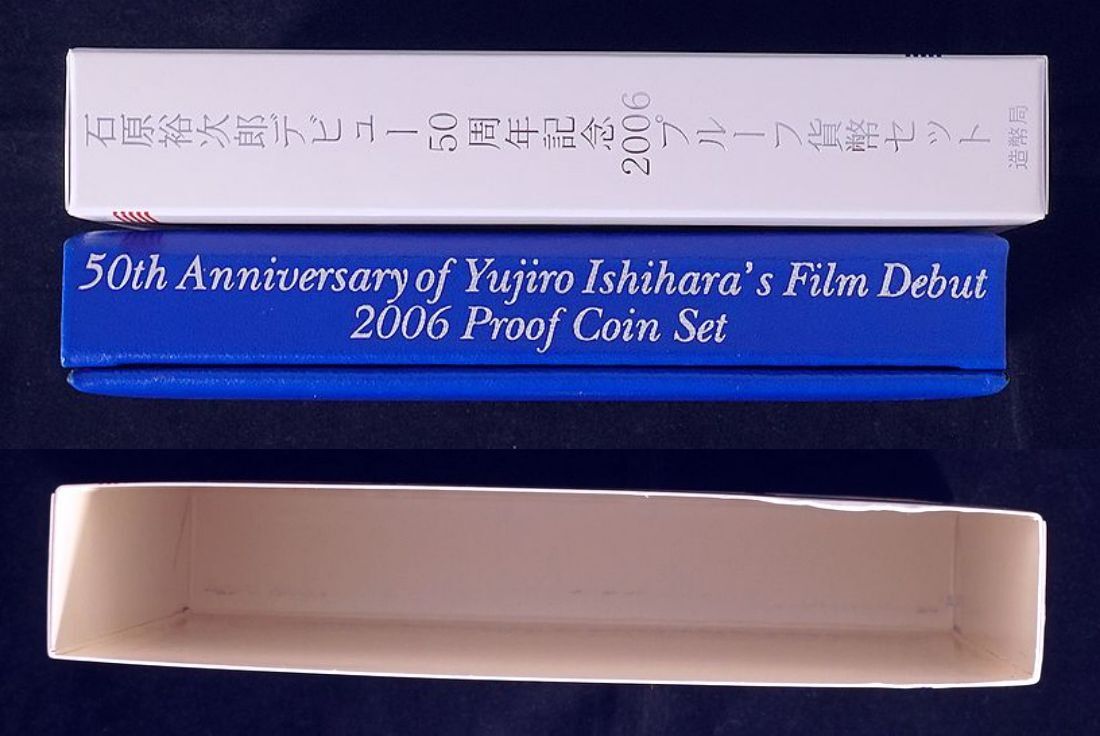 石原裕次郎デビュー50周年記念2006プルーフ貨幣セット 造幣局
50th Anniversary of Yujiro Ishihara's Film Debut
2006 Proof Coin Set